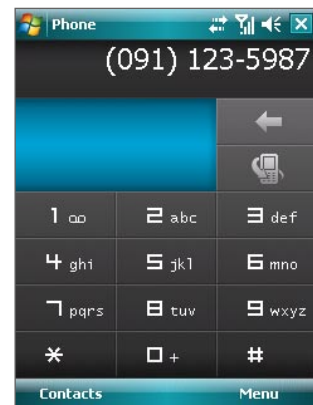 Phone
(091) 123-5987
1
2 abc
3 def
4 ghi
5 jkl
6 mno
7 pqrs
8 tuv
9 wxyz
* 
0 +
#
Contacts
Menu